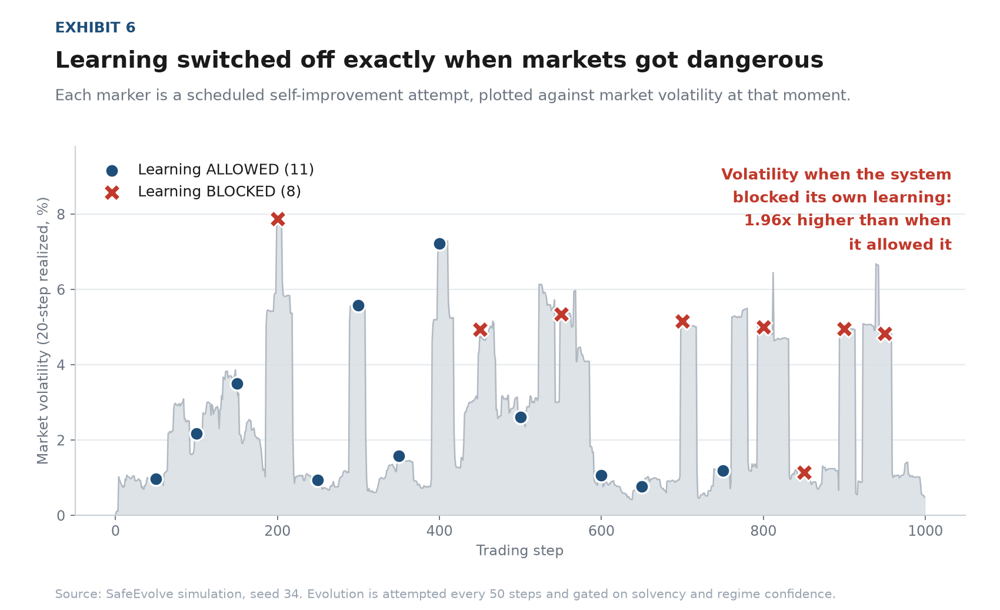 EXHIBIT 6
Learning switched off exactly when markets got dangerous
Each marker is a scheduled self-improvement attempt, plotted against market volatility at that moment.
Learning ALLOWED (11)
Learning BLOCKED (8)
Volatility when the system
blocked its own learning:
1.96x higher than when
it allowed it
Market volatility (20-step realized, %)
8
6
4
2
0
0 200 400 600 800 1000
Trading step
Source: SafeEvolve simulation, seed 34. Evolution is attempted every 50 steps and gated on solvency and regime confidence.